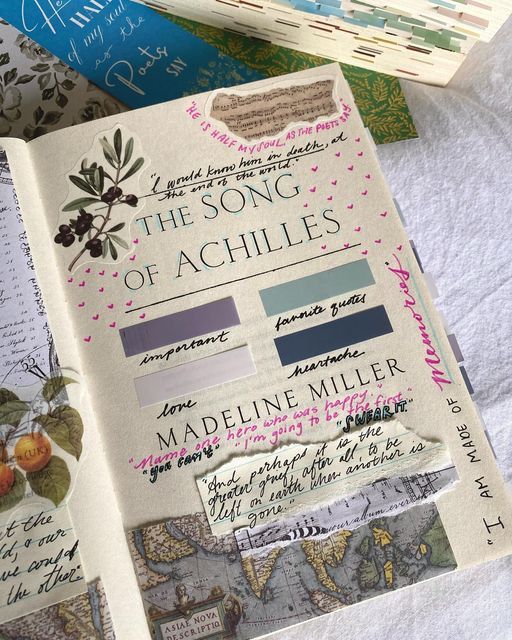 He
HALF
of my soul
as the
Poets
SAY
"HE IS HALF MY SOUL, AS THE POETS SAY"
"I would know him in death, at
the end of the world."
THE SONG
OF ACHILLES
important
favorite quotes
love
heartache
MADELINE MILLER
"Name one hero who was happy."
"you can't"
"I'm going to be the first"
"SWEAR IT"
"And perhaps it is the
greater grief, after all, to be
left on earth when another is
gone."
your album
ASIAE NOVA
DESCRIPTIO
"I AM MADE OF
Memories."
the
we could
the other"